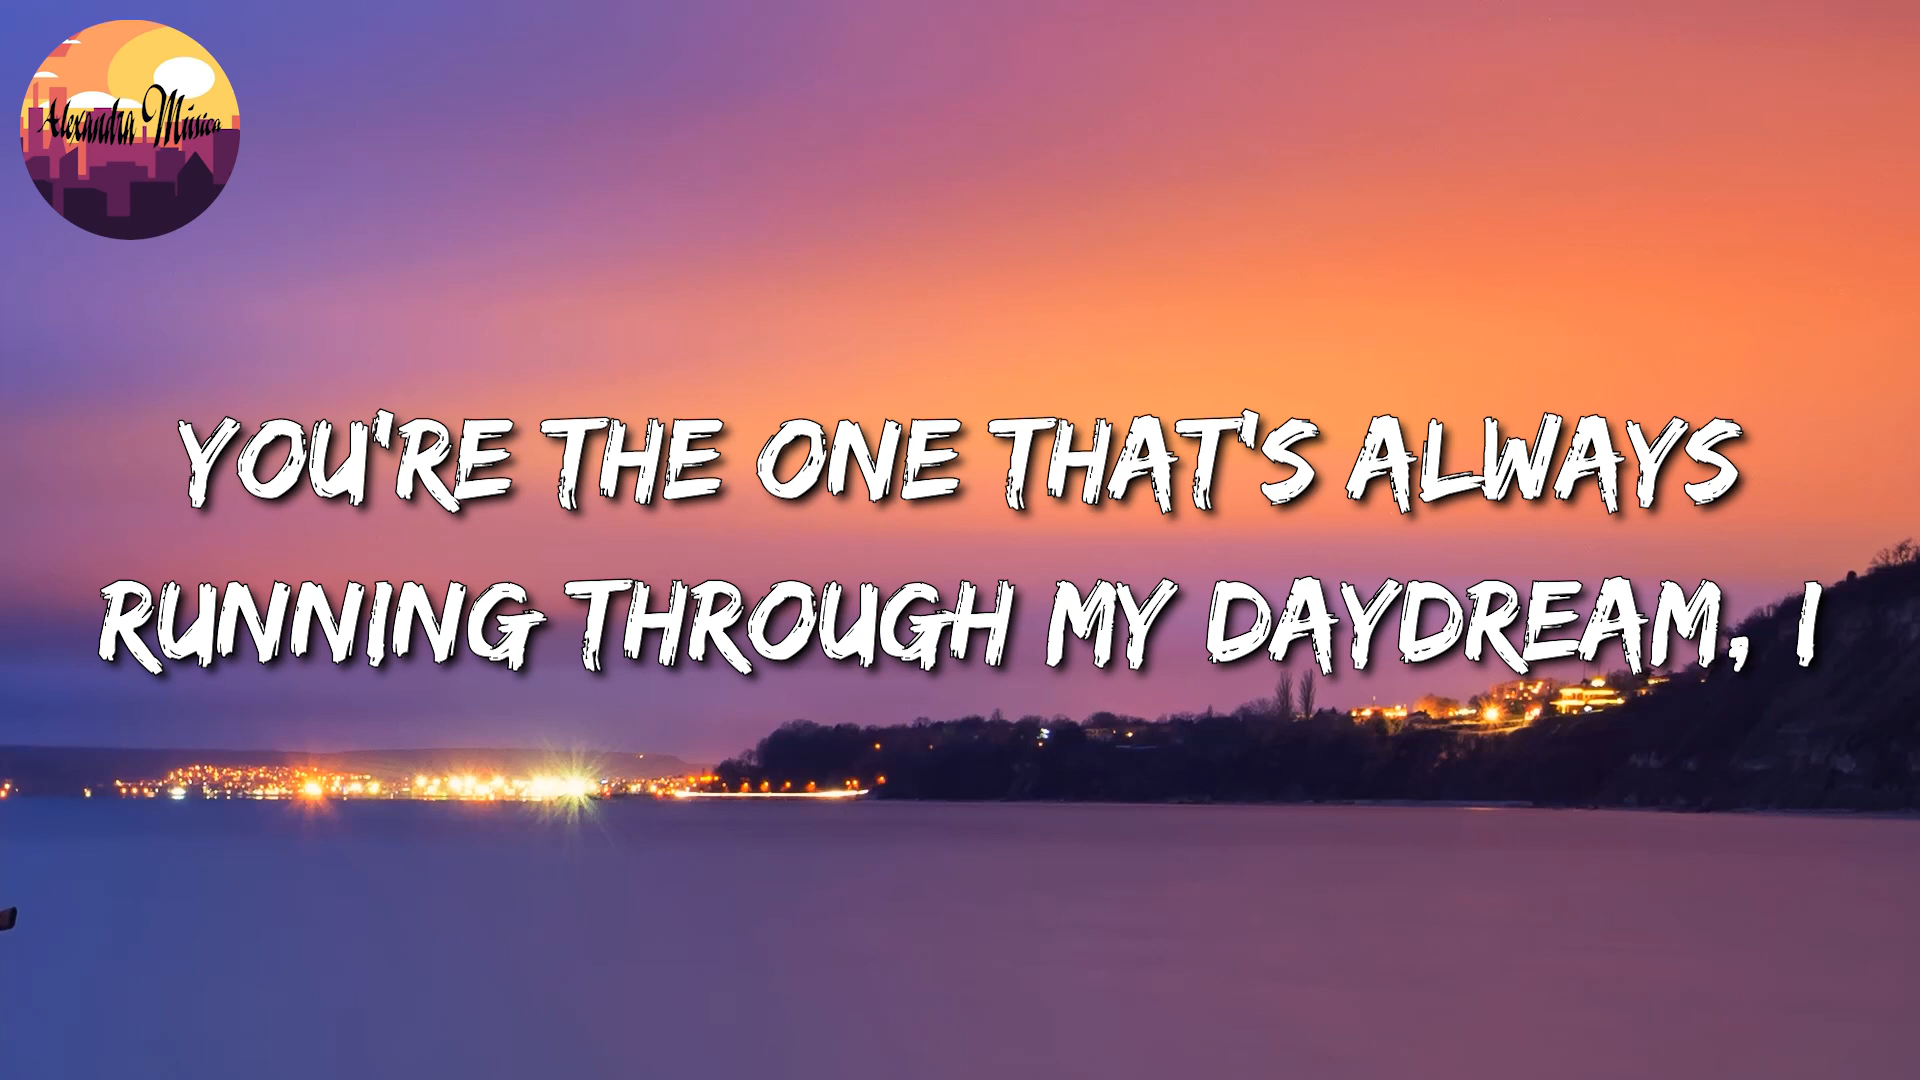 Alexandra Música
YOU'RE THE ONE THAT'S ALWAYS
RUNNING THROUGH MY DAYDREAM, I